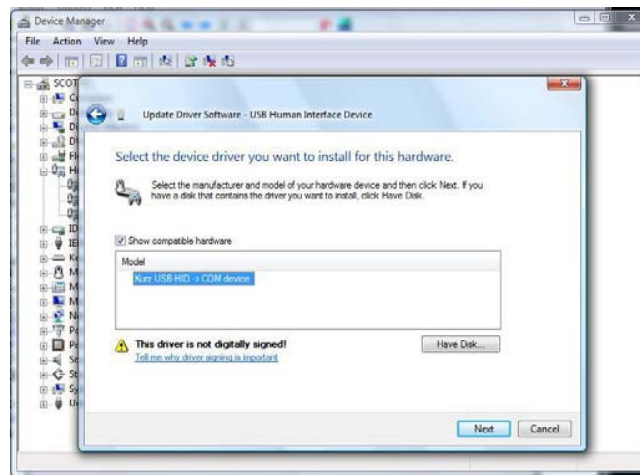 Device Manager
File Action View Help
SCOT
Update Driver Software - USB Human Interface Device
Select the device driver you want to install for this hardware.
Select the manufacturer and model of your hardware device and then click Next. If you
have a disk that contains the driver you want to install, click Have Disk.
Show compatible hardware
Model
Kurz USB HID -> COM device
This driver is not digitally signed!
Have Disk...
Tell me why driver signing is important
Next Cancel